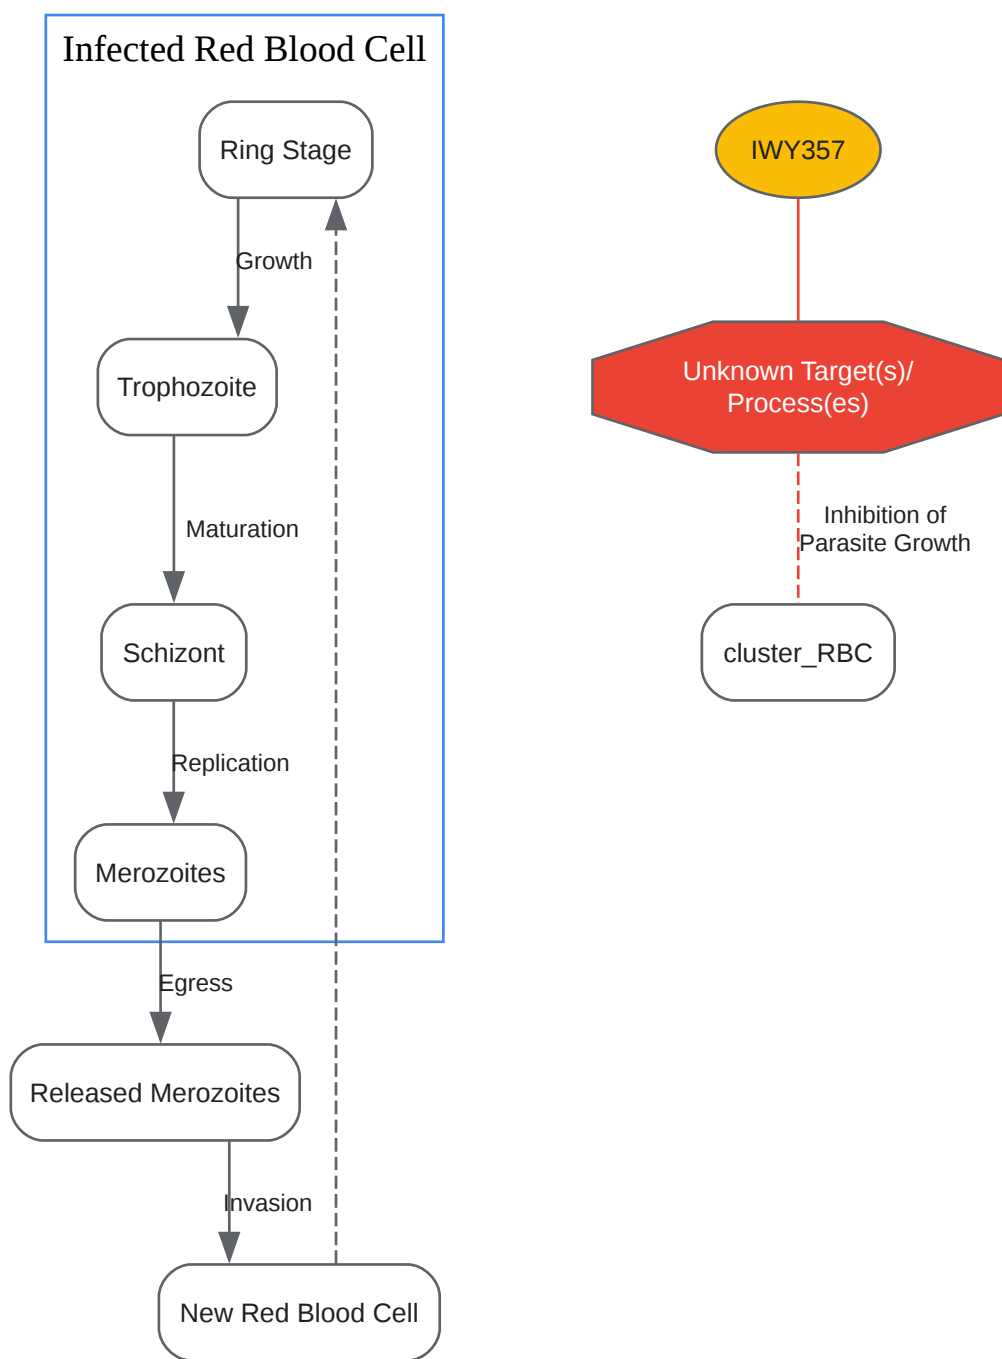 Infected Red Blood Cell
Ring Stage
Growth
Trophozoite
Maturation
Schizont
Replication
Merozoites
Egress
Released Merozoites
Invasion
New Red Blood Cell
IWY357
Unknown Target(s)/
Process(es)
Inhibition of
Parasite Growth
cluster_RBC